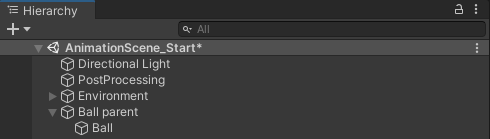 Hierarchy
All
AnimationScene_Start*
Directional Light
PostProcessing
Environment
Ball parent
Ball